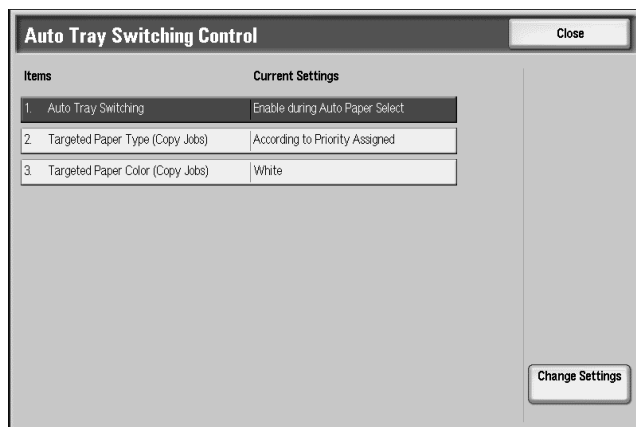 Auto Tray Switching Control
Close
Items Current Settings
1. Auto Tray Switching Enable during Auto Paper Select
2. Targeted Paper Type (Copy Jobs) According to Priority Assigned
3. Targeted Paper Color (Copy Jobs) White
Change Settings